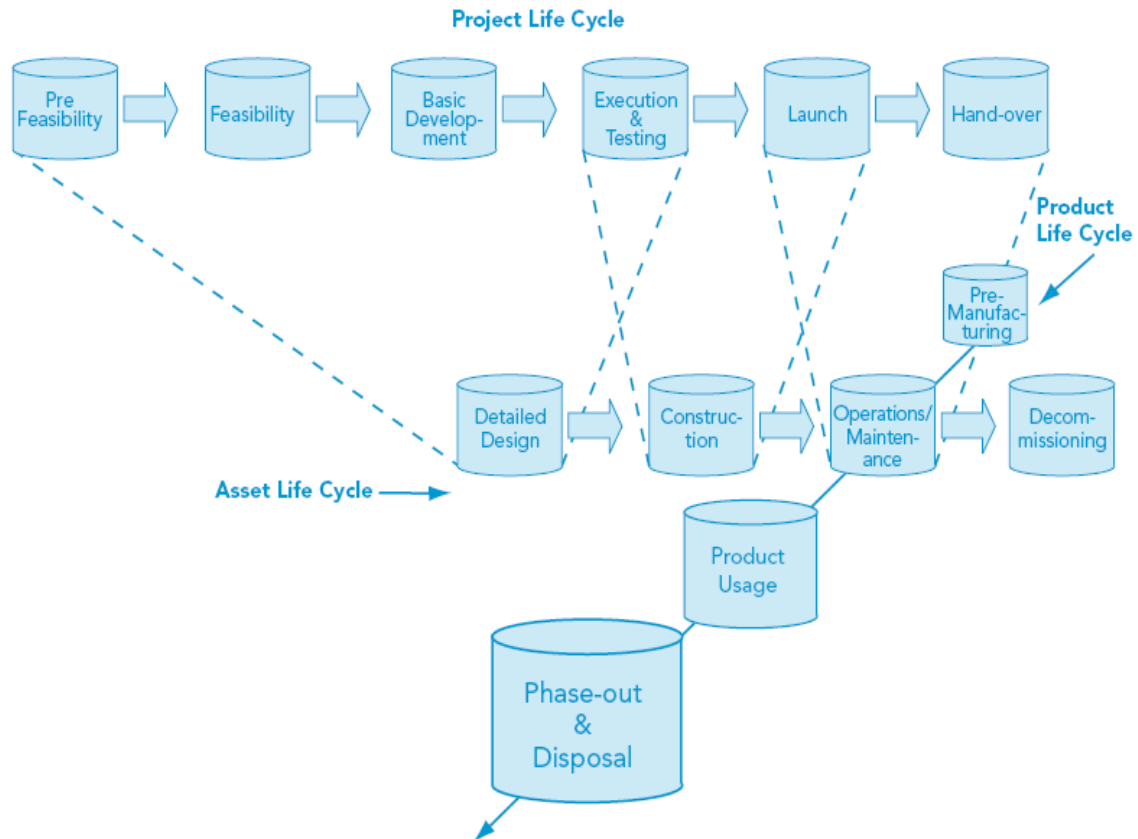 Project Life Cycle
Pre
Feasibility
Feasibility
Basic
Develop-
ment
Execution
&
Testing
Launch
Hand-over
Product
Life Cycle
Pre-
Manufac-
turing
Detailed
Design
Construc-
tion
Operations/
Mainten-
ance
Decom-
missioning
Asset Life Cycle
Product
Usage
Phase-out
&
Disposal